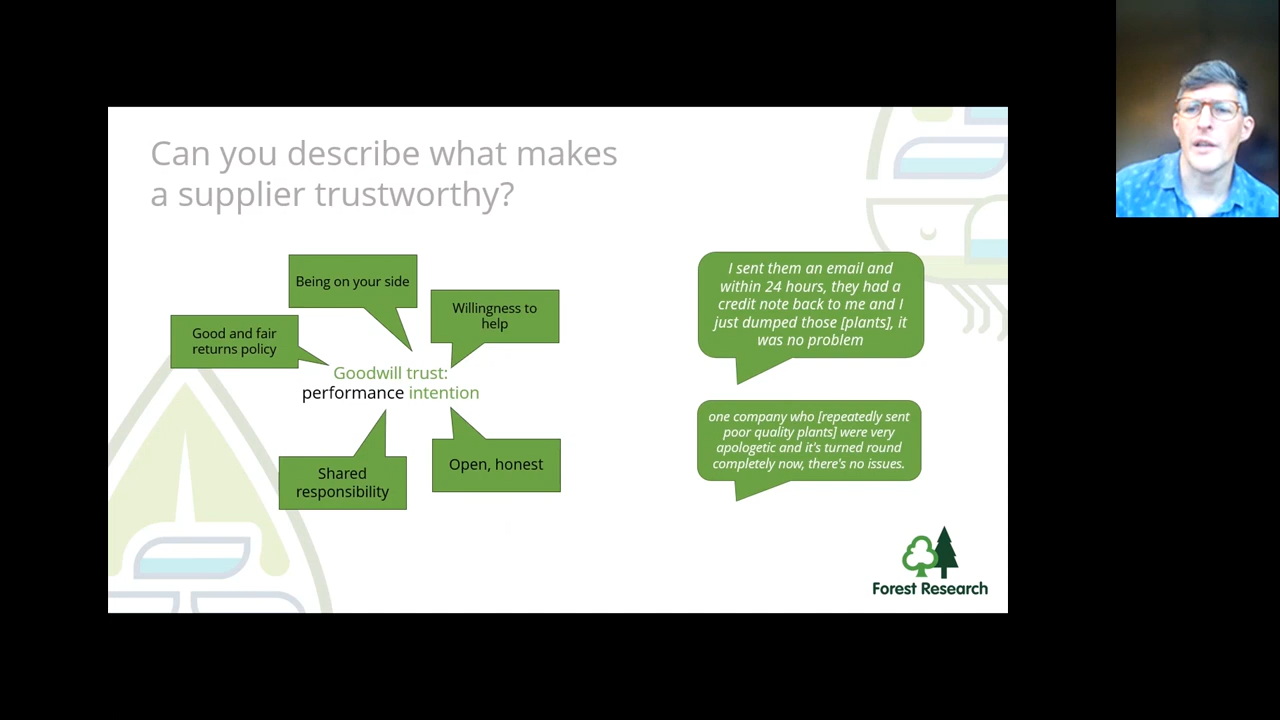 Can you describe what makes
a supplier trustworthy?
Being on your side
Willingness to
help
Good and fair
returns policy
Goodwill trust:
performance intention
Shared
responsibility
Open, honest
I sent them an email and
within 24 hours, they had a
credit note back to me and I
just dumped those [plants], it
was no problem
one company who [repeatedly sent
poor quality plants] were very
apologetic and it's turned round
completely now, there's no issues.
Forest Research